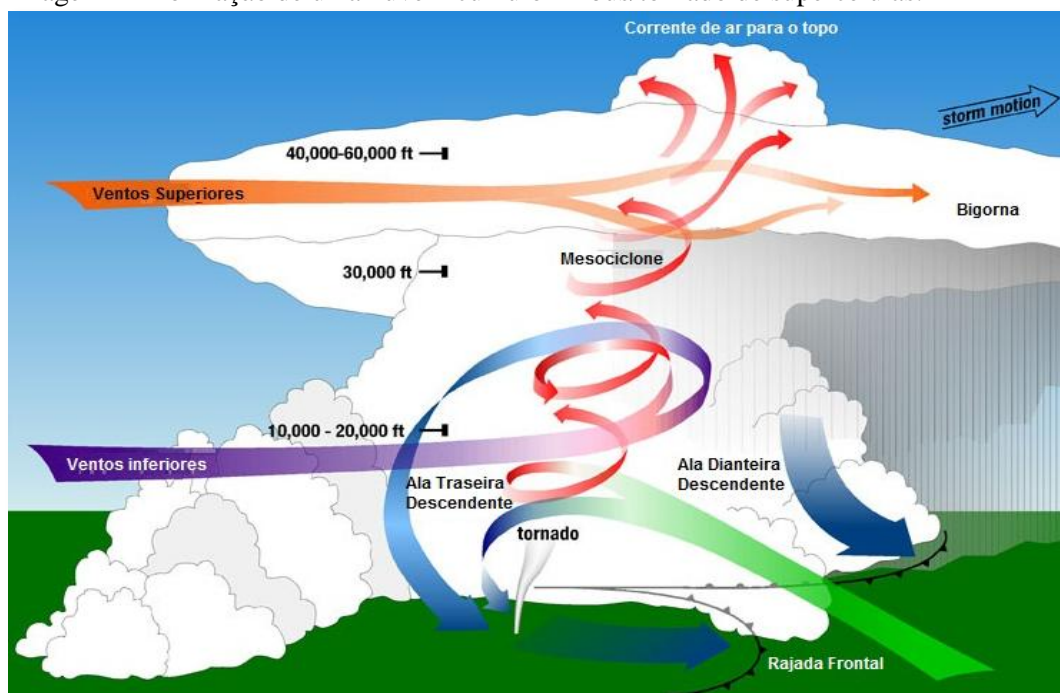 Corrente de ar para o topo
storm motion
40,000-60,000 ft
Ventos Superiores
Bigorna
Mesociclone
30,000 ft
10,000 - 20,000 ft
Ventos inferiores
Ala Traseira
Descendente
Ala Dianteira
Descendente
tornado
Rajada Frontal